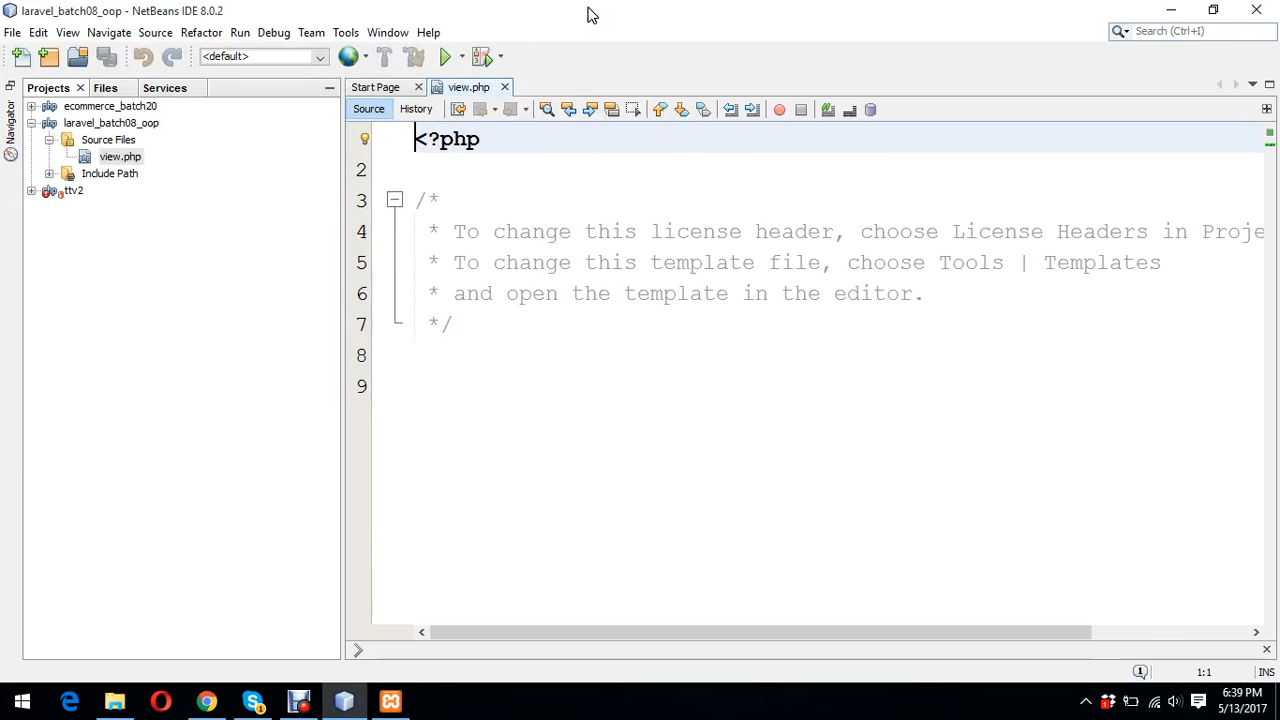 laravel_batch08_oop - NetBeans IDE 8.0.2
File Edit View Navigate Source Refactor Run Debug Team Tools Window Help
Search (Ctrl+I)
<default>
Projects Files Services
Start Page view.php
Navigator
ecommerce_batch20
laravel_batch08_oop
Source Files
view.php
Include Path
ttv2
Source History
<?php
2
3 /*
4 * To change this license header, choose License Headers in Proje
5 * To change this template file, choose Tools | Templates
6 * and open the template in the editor.
7 */
8
9
1
1:1 INS
6:39 PM
5/13/2017